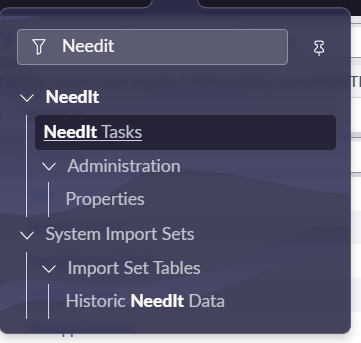 Needit
NeedIt
NeedIt Tasks
Administration
Properties
System Import Sets
Import Set Tables
Historic NeedIt Data